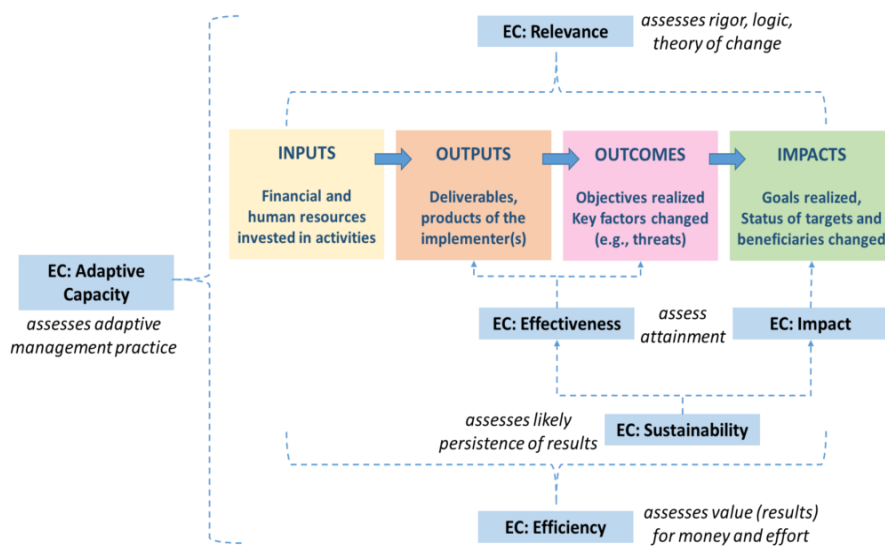 EC: Relevance
assesses rigor, logic,
theory of change
INPUTS
Financial and
human resources
invested in activities
OUTPUTS
Deliverables,
products of the
implementer(s)
OUTCOMES
Objectives realized
Key factors changed
(e.g., threats)
IMPACTS
Goals realized,
Status of targets and
beneficiaries changed
EC: Adaptive
Capacity
assesses adaptive
management practice
EC: Effectiveness
assess
attainment
EC: Impact
assesses likely
persistence of results
EC: Sustainability
EC: Efficiency
assesses value (results)
for money and effort